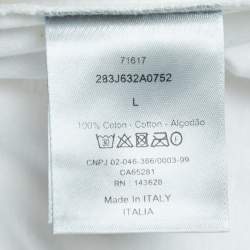 71617
283J632A0752
L
100% Coton - Cotton - Algodão
CNPJ 02-046-386/0003-99
CA65281
RN : 143628
Made In ITALY
ITALIA